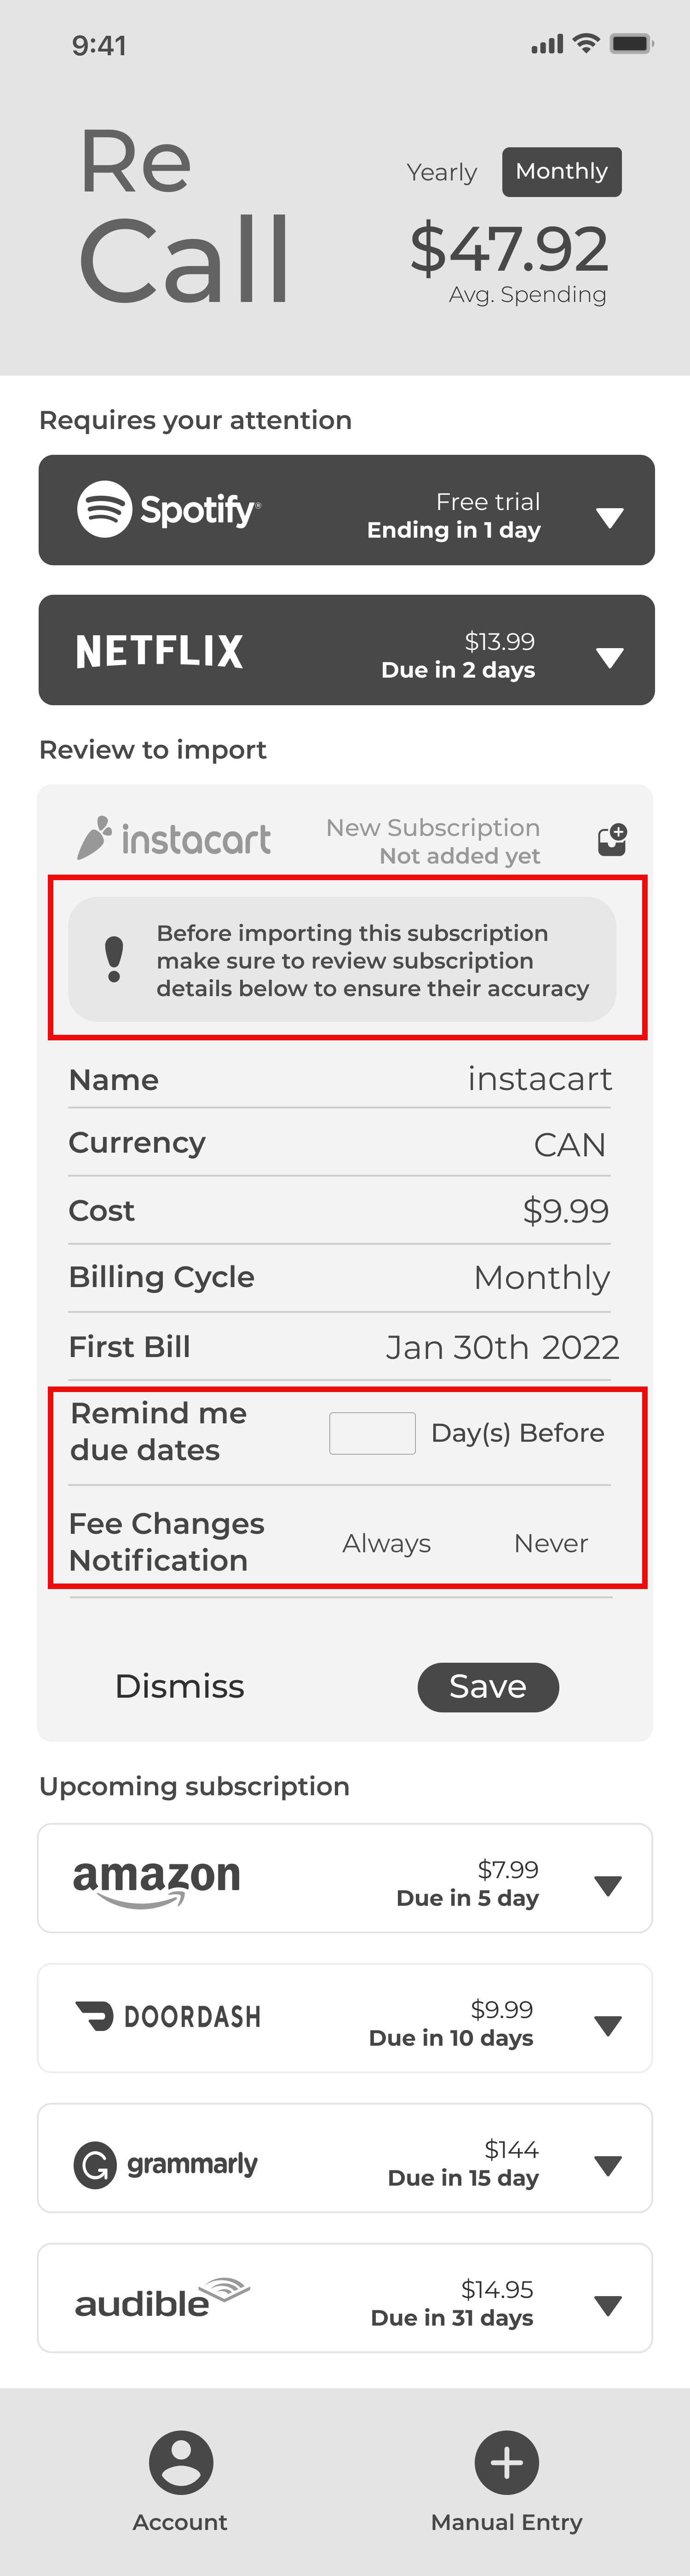 9:41
Re
Call
Yearly Monthly
$47.92
Avg. Spending
Requires your attention
Spotify®
Free trial
Ending in 1 day
NETFLIX
$13.99
Due in 2 days
Review to import
instacart
New Subscription
Not added yet
! Before importing this subscription
make sure to review subscription
details below to ensure their accuracy
Name instacart
Currency CAN
Cost $9.99
Billing Cycle Monthly
First Bill Jan 30th 2022
Remind me
due dates
Day(s) Before
Fee Changes
Notification
Always Never
Dismiss Save
Upcoming subscription
amazon
$7.99
Due in 5 day
DOORDASH
$9.99
Due in 10 days
G grammarly
$144
Due in 15 day
audible
$14.95
Due in 31 days
Account Manual Entry